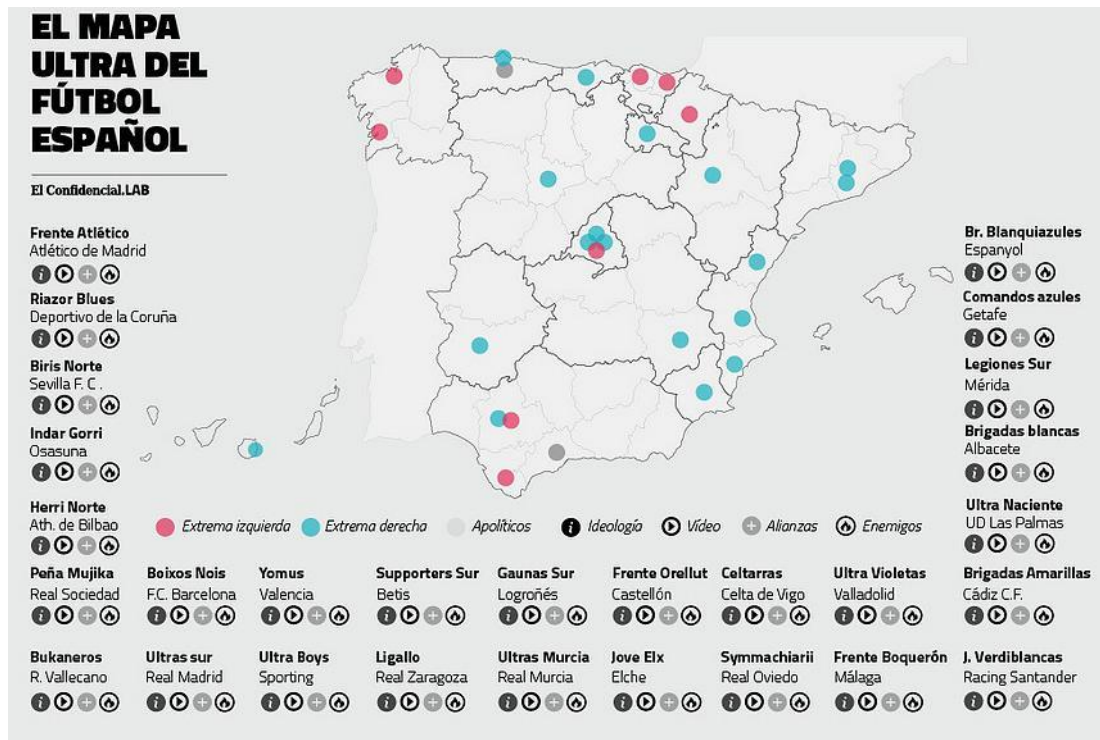 EL MAPA
ULTRA DEL
FÚTBOL
ESPAÑOL
El Confidencial.LAB
Frente Atlético
Atlético de Madrid
Riazor Blues
Deportivo de la Coruña
Biris Norte
Sevilla F. C .
Indar Gorri
Osasuna
Herri Norte
Ath. de Bilbao
Br. Blanquiazules
Espanyol
Comandos azules
Getafe
Legiones Sur
Mérida
Brigadas blancas
Albacete
Ultra Naciente
UD Las Palmas
Extrema izquierda Extrema derecha Apolíticos Ideología Vídeo Alianzas Enemigos
Peña Mujika Boixos Nois Yomus Supporters Sur Gaunas Sur Frente Orellut Celtarras Ultra Violetas Brigadas Amarillas
Real Sociedad F.C. Barcelona Valencia Betis Logroñés Castellón Celta de Vigo Valladolid Cádiz C.F.
Bukaneros Ultras sur Ultra Boys Ligallo Ultras Murcia Jove Elx Symmachiarii Frente Boquerón J. Verdiblancas
R. Vallecano Real Madrid Sporting Real Zaragoza Real Murcia Elche Real Oviedo Málaga Racing Santander